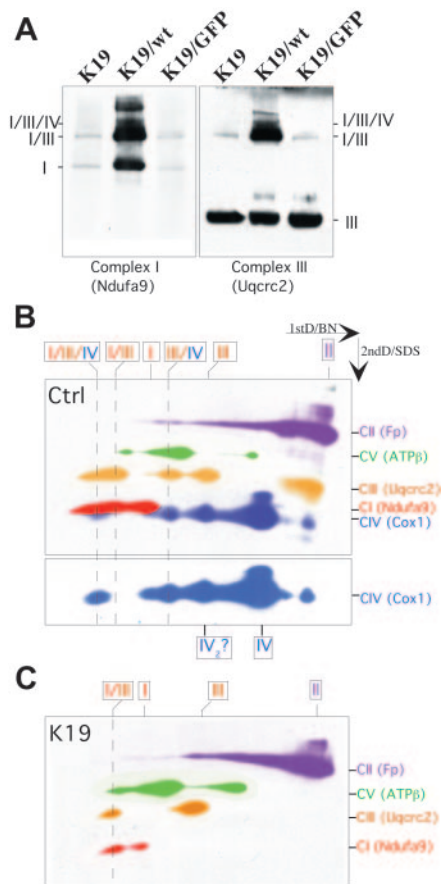 A
K19
K19/wt
K19/GFP
K19
K19/wt
K19/GFP
I/III/IV
I/III
I
I/III/IV
I/III
III
Complex I
(Ndufa9)
Complex III
(Uqcrc2)
B
1stD/BN
2ndD/SDS
I/III/IV
I/III
I
III/IV
III
II
Ctrl
CII (Fp)
CV (ATPβ)
CIII (Uqcrc2)
CI (Ndufa9)
CIV (Cox1)
CIV (Cox1)
IV2?
IV
C
I/III
I
III
II
K19
CII (Fp)
CV (ATPβ)
CIII (Uqcrc2)
CI (Ndufa9)